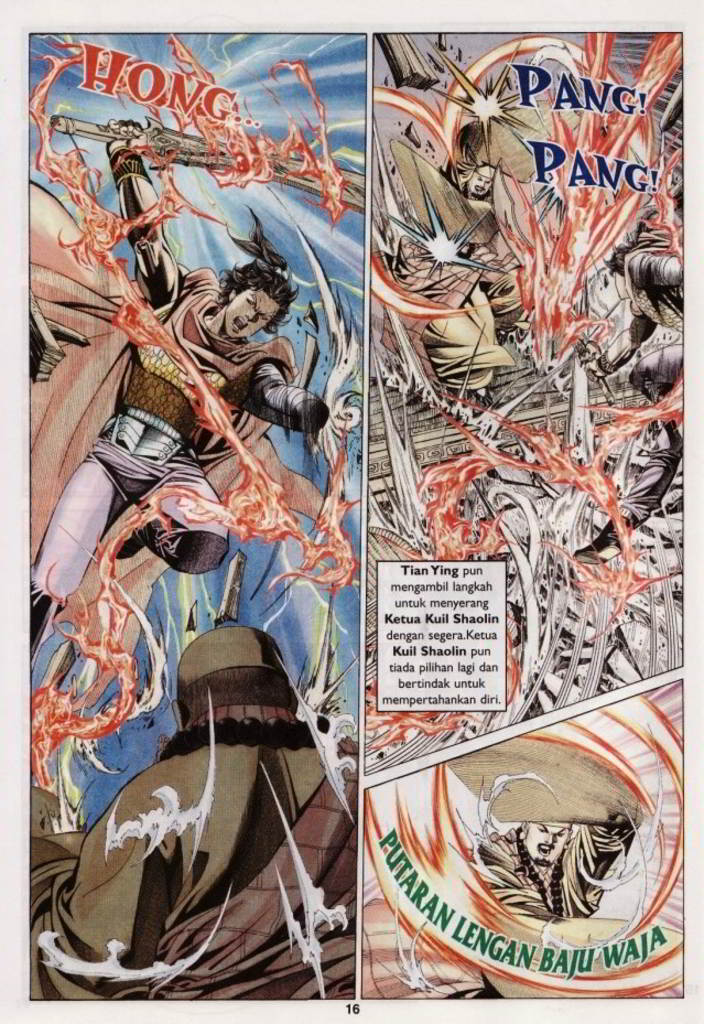 HONG...
PANG!
PANG!
Tian Ying pun
mengambil langkah
untuk menyerang
Ketua Kuil Shaolin
dengan segera.Ketua
Kuil Shaolin pun
tiada pilihan lagi dan
bertindak untuk
mempertahankan diri.
PUTARAN LENGAN BAJU WAJA
16